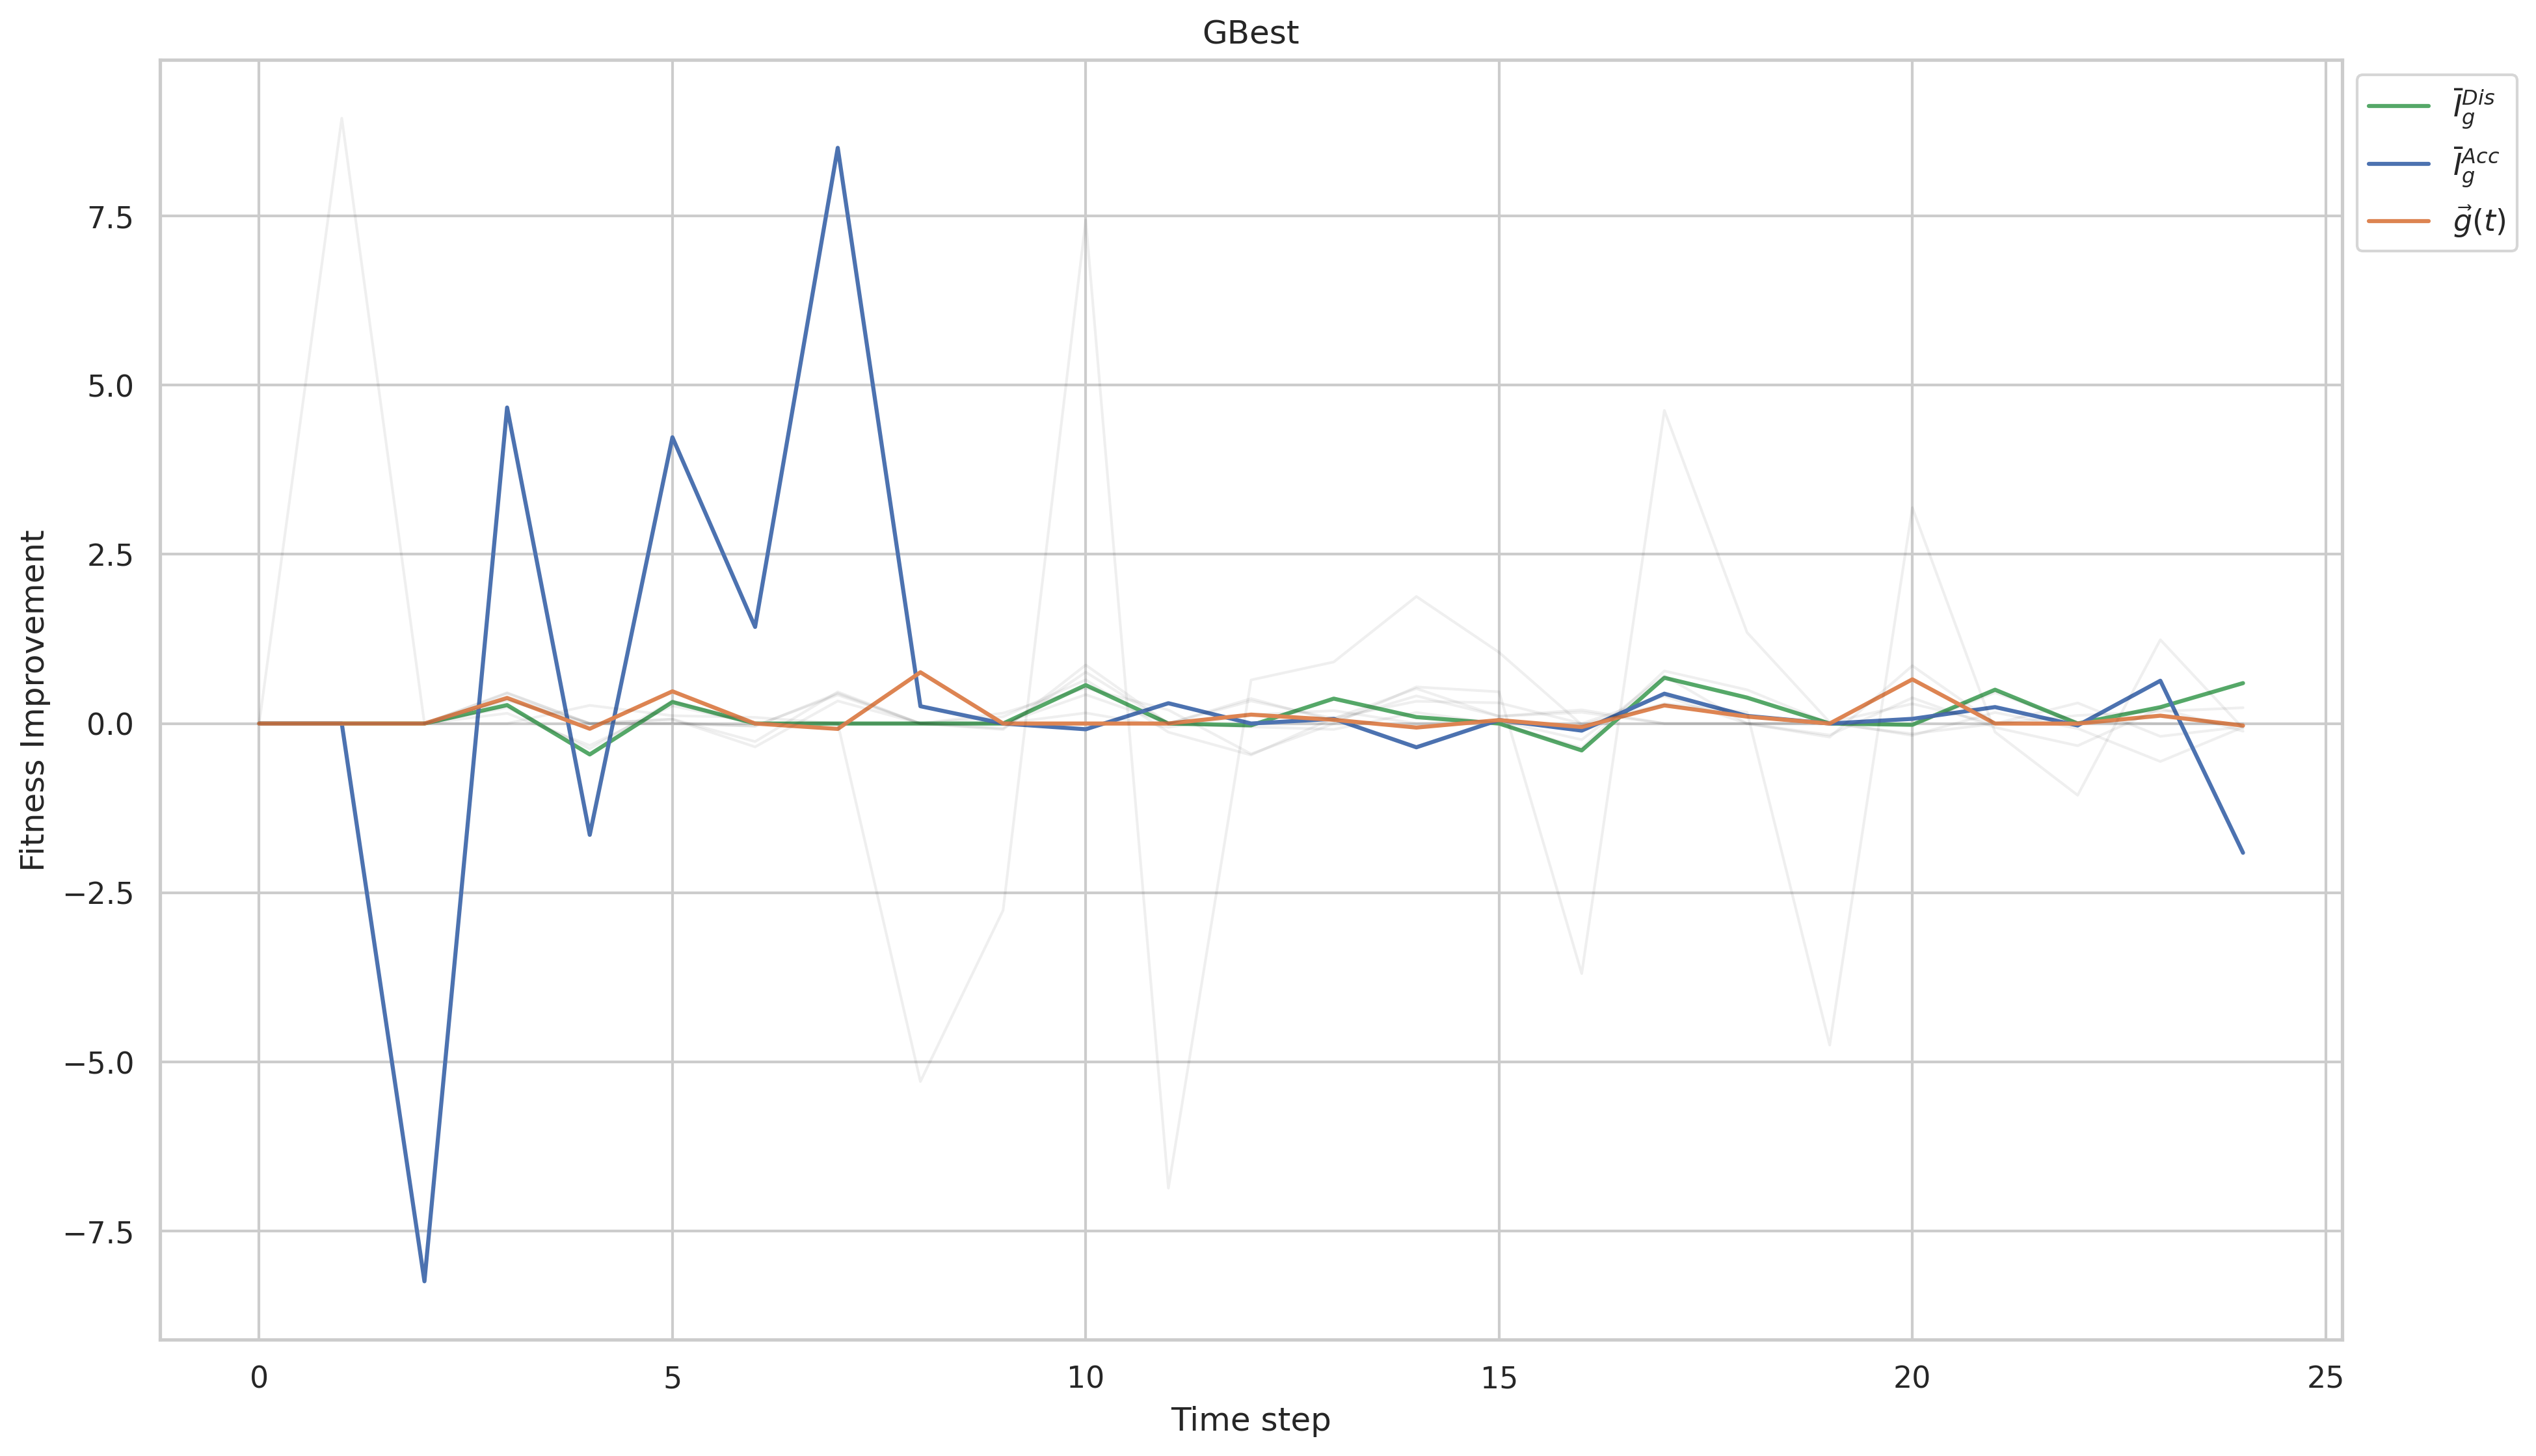 GBest
Fitness Improvement
7.5
5.0
2.5
0.0
−2.5
−5.0
−7.5
0 5 10 15 20 25
Time step
Ī_g^{Dis}
Ī_g^{Acc}
g⃗(t)